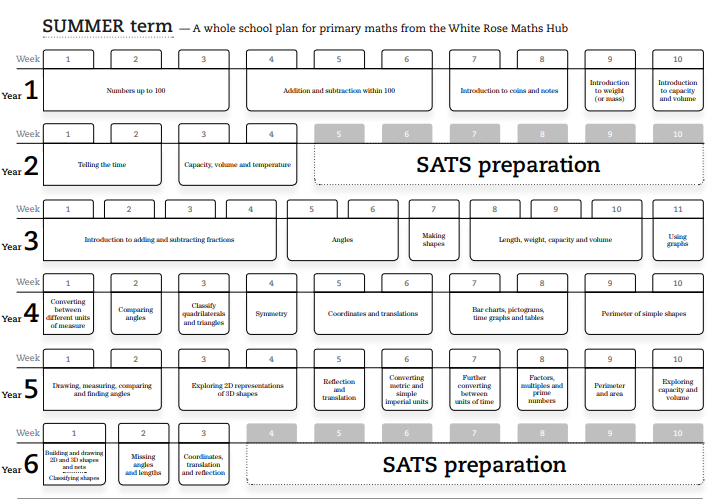 SUMMER term — A whole school plan for primary maths from the White Rose Maths Hub
Week 1 2 3 4 5 6 7 8 9 10
Year 1
Numbers up to 100
Addition and subtraction within 100
Introduction to coins and notes
Introduction
to weight
(or mass)
Introduction
to capacity
and volume
Week 1 2 3 4 5 6 7 8 9 10
Year 2
Telling the time
Capacity, volume and temperature
SATS preparation
Week 1 2 3 4 5 6 7 8 9 10 11
Year 3
Introduction to adding and subtracting fractions
Angles
Making
shapes
Length, weight, capacity and volume
Using
graphs
Week 1 2 3 4 5 6 7 8 9 10
Year 4
Converting
between
different units
of measure
Comparing
angles
Classify
quadrilaterals
and triangles
Symmetry
Coordinates and translations
Bar charts, pictograms,
time graphs and tables
Perimeter of simple shapes
Week 1 2 3 4 5 6 7 8 9 10
Year 5
Drawing, measuring, comparing
and finding angles
Exploring 2D representations
of 3D shapes
Reflection
and
translation
Converting
metric and
simple
imperial units
Further
converting
between
units of time
Factors,
multiples and
prime
numbers
Perimeter
and area
Exploring
capacity and
volume
Week 1 2 3 4 5 6 7 8 9 10
Year 6
Building and drawing
2D and 3D shapes
and nets
Classifying shapes
Missing
angles
and lengths
Coordinates,
translation
and reflection
SATS preparation